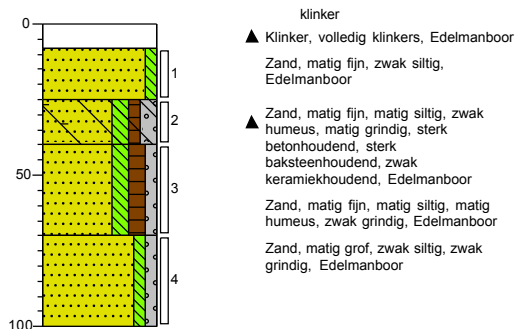 klinker
0
Klinker, volledig klinkers, Edelmanboor
Zand, matig fijn, zwak siltig,
Edelmanboor
1
Zand, matig fijn, matig siltig, zwak
humeus, matig grindig, sterk
betonhoudend, sterk
baksteenhoudend, zwak
keramiekhoudend, Edelmanboor
2
50
3
Zand, matig fijn, matig siltig, matig
humeus, zwak grindig, Edelmanboor
Zand, matig grof, zwak siltig, zwak
grindig, Edelmanboor
4
100